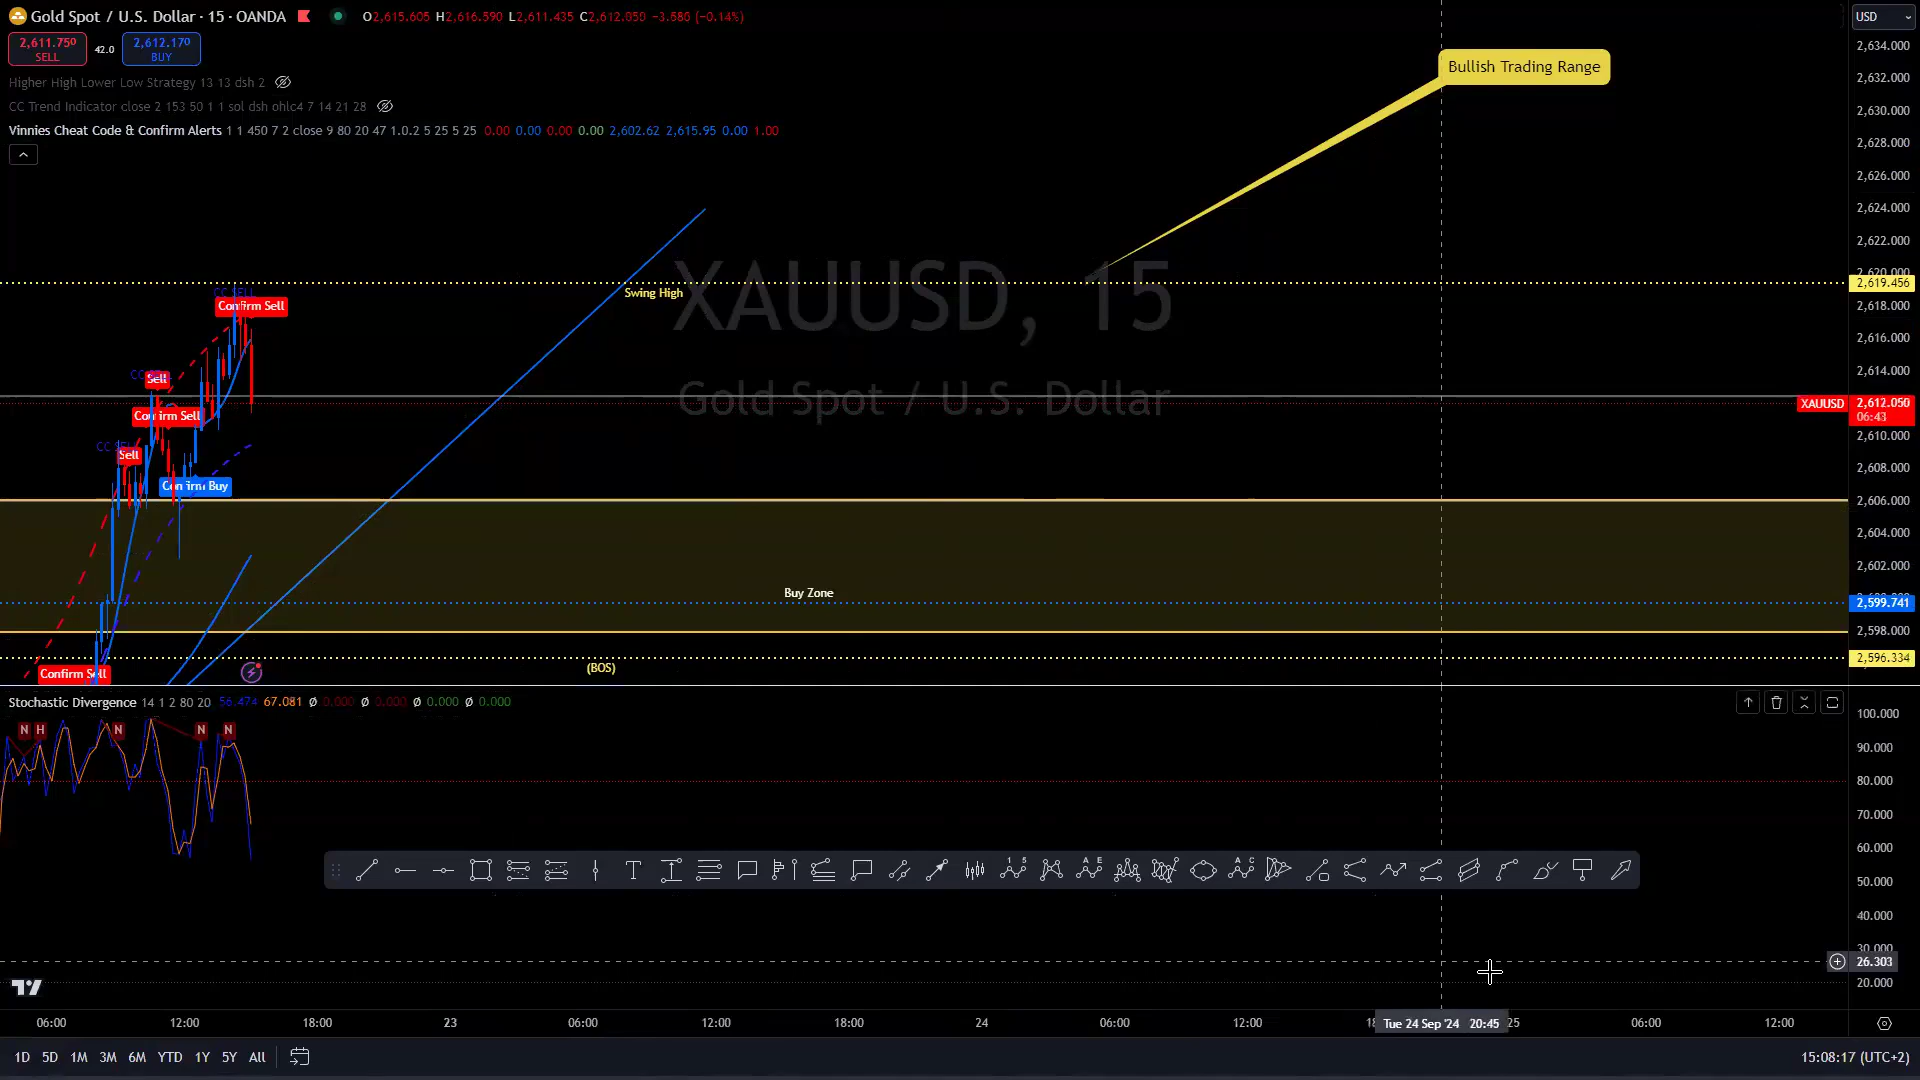 Gold Spot / U.S. Dollar · 15 · OANDA O2,615.605 H2,616.590 L2,611.435 C2,612.050 −3.580 (−0.14%)
USD
2,611.750
SELL
42.0
2,612.170
BUY
Higher High Lower Low Strategy 13 13 dsh 2
CC Trend Indicator close 2 153 50 1 1 sol dsh ohlc4 7 14 21 28
Vinnies Cheat Code & Confirm Alerts 1 1 450 7 2 close 9 80 20 47 1.0.2 5 25 5 25 0.00 0.00 0.00 0.00 2,602.62 2,615.95 0.00 1.00
Bullish Trading Range
XAUUSD, 15
Gold Spot / U.S. Dollar
Swing High
CC SELL
Confirm Sell
Sell
Confirm Sell
Sell
Confirm Buy
Confirm Sell
Buy Zone
(BOS)
2,634.000
2,632.000
2,630.000
2,628.000
2,626.000
2,624.000
2,622.000
2,620.000
2,619.456
2,618.000
2,616.000
2,614.000
XAUUSD
2,612.050
06:43
2,610.000
2,608.000
2,606.000
2,604.000
2,602.000
2,599.741
2,598.000
2,596.334
Stochastic Divergence 14 1 2 80 20 56.474 67.081 Ø 0.000 Ø 0.000 Ø 0.000 Ø 0.000
N H N N N
100.000
90.000
80.000
70.000
60.000
50.000
40.000
30.000
26.303
20.000
06:00 12:00 18:00 23 06:00 12:00 18:00 24 06:00 12:00 Tue 24 Sep '24 20:45 25 06:00 12:00
1D 5D 1M 3M 6M YTD 1Y 5Y All
15:08:17 (UTC+2)